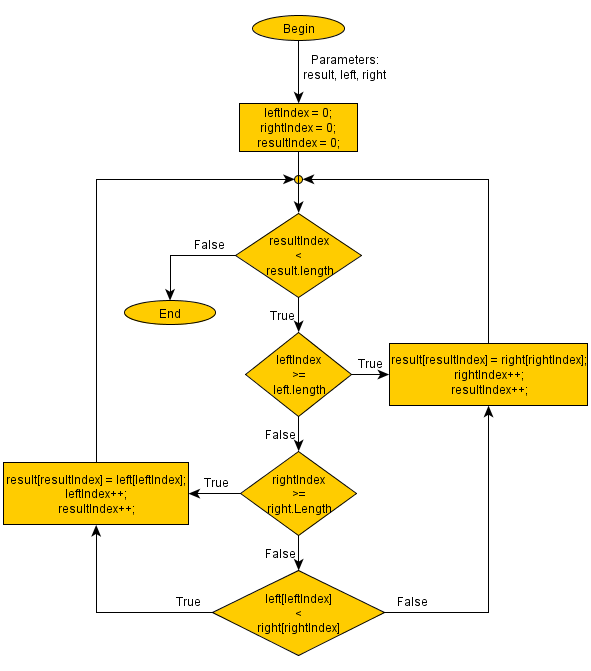 Begin
Parameters:
result, left, right
leftIndex = 0;
rightIndex = 0;
resultIndex = 0;
resultIndex
<
result.length
False
End
True
leftIndex
>=
left.length
True
result[resultIndex] = right[rightIndex];
rightIndex++;
resultIndex++;
False
rightIndex
>=
right.Length
True
result[resultIndex] = left[leftIndex];
leftIndex++;
resultIndex++;
False
left[leftIndex]
<
right[rightIndex]
True
False